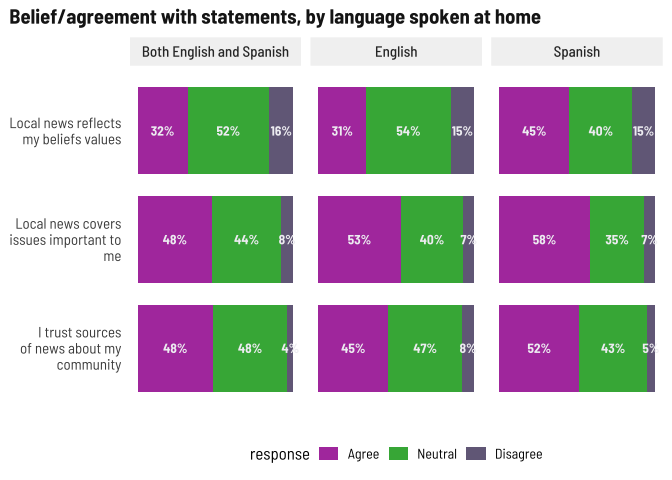 Belief/agreement with statements, by language spoken at home
Both English and Spanish
English
Spanish
Local news reflects
my beliefs values
32%
52%
16%
31%
54%
15%
45%
40%
15%
Local news covers
issues important to
me
48%
44%
8%
53%
40%
7%
58%
35%
7%
I trust sources
of news about my
community
48%
48%
4%
45%
47%
8%
52%
43%
5%
response
Agree
Neutral
Disagree